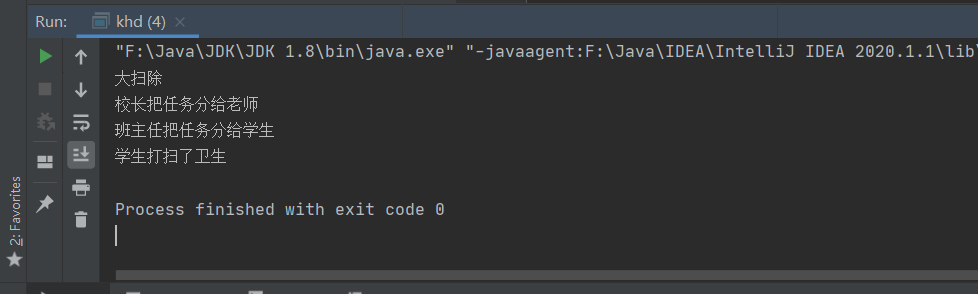 Run: khd (4)
"F:\Java\JDK\JDK 1.8\bin\java.exe" "-javaagent:F:\Java\IDEA\IntelliJ IDEA 2020.1.1\lib\
大扫除
校长把任务分给老师
班主任把任务分给学生
学生打扫了卫生
Process finished with exit code 0
2: Favorites